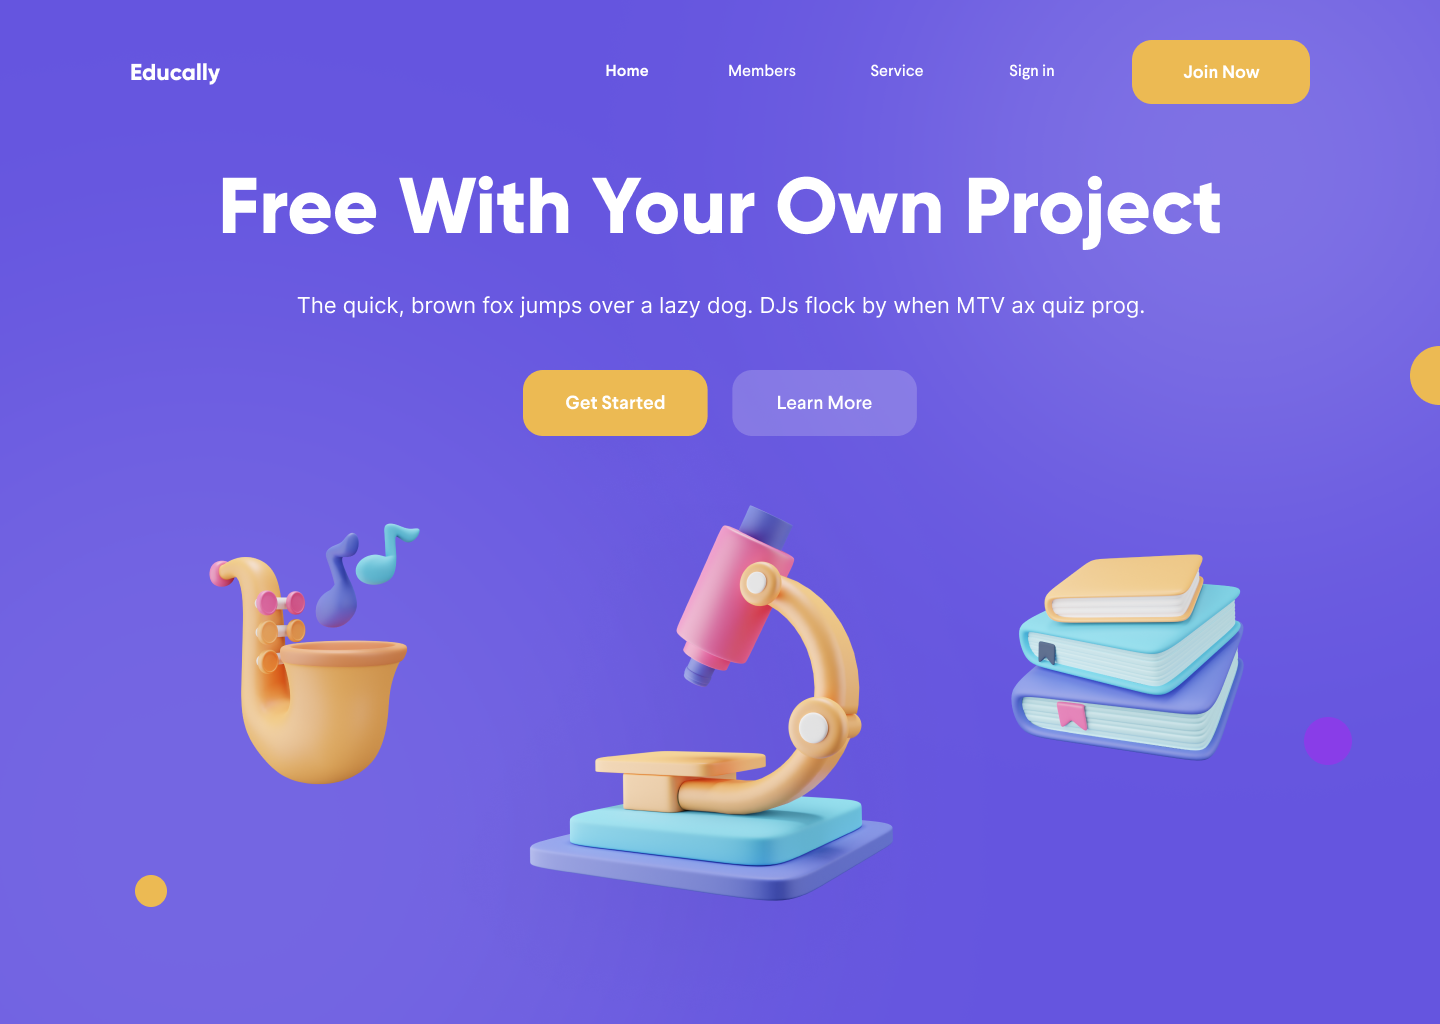 Educally
Home Members Service Sign in Join Now
Free With Your Own Project
The quick, brown fox jumps over a lazy dog. DJs flock by when MTV ax quiz prog.
Get Started Learn More